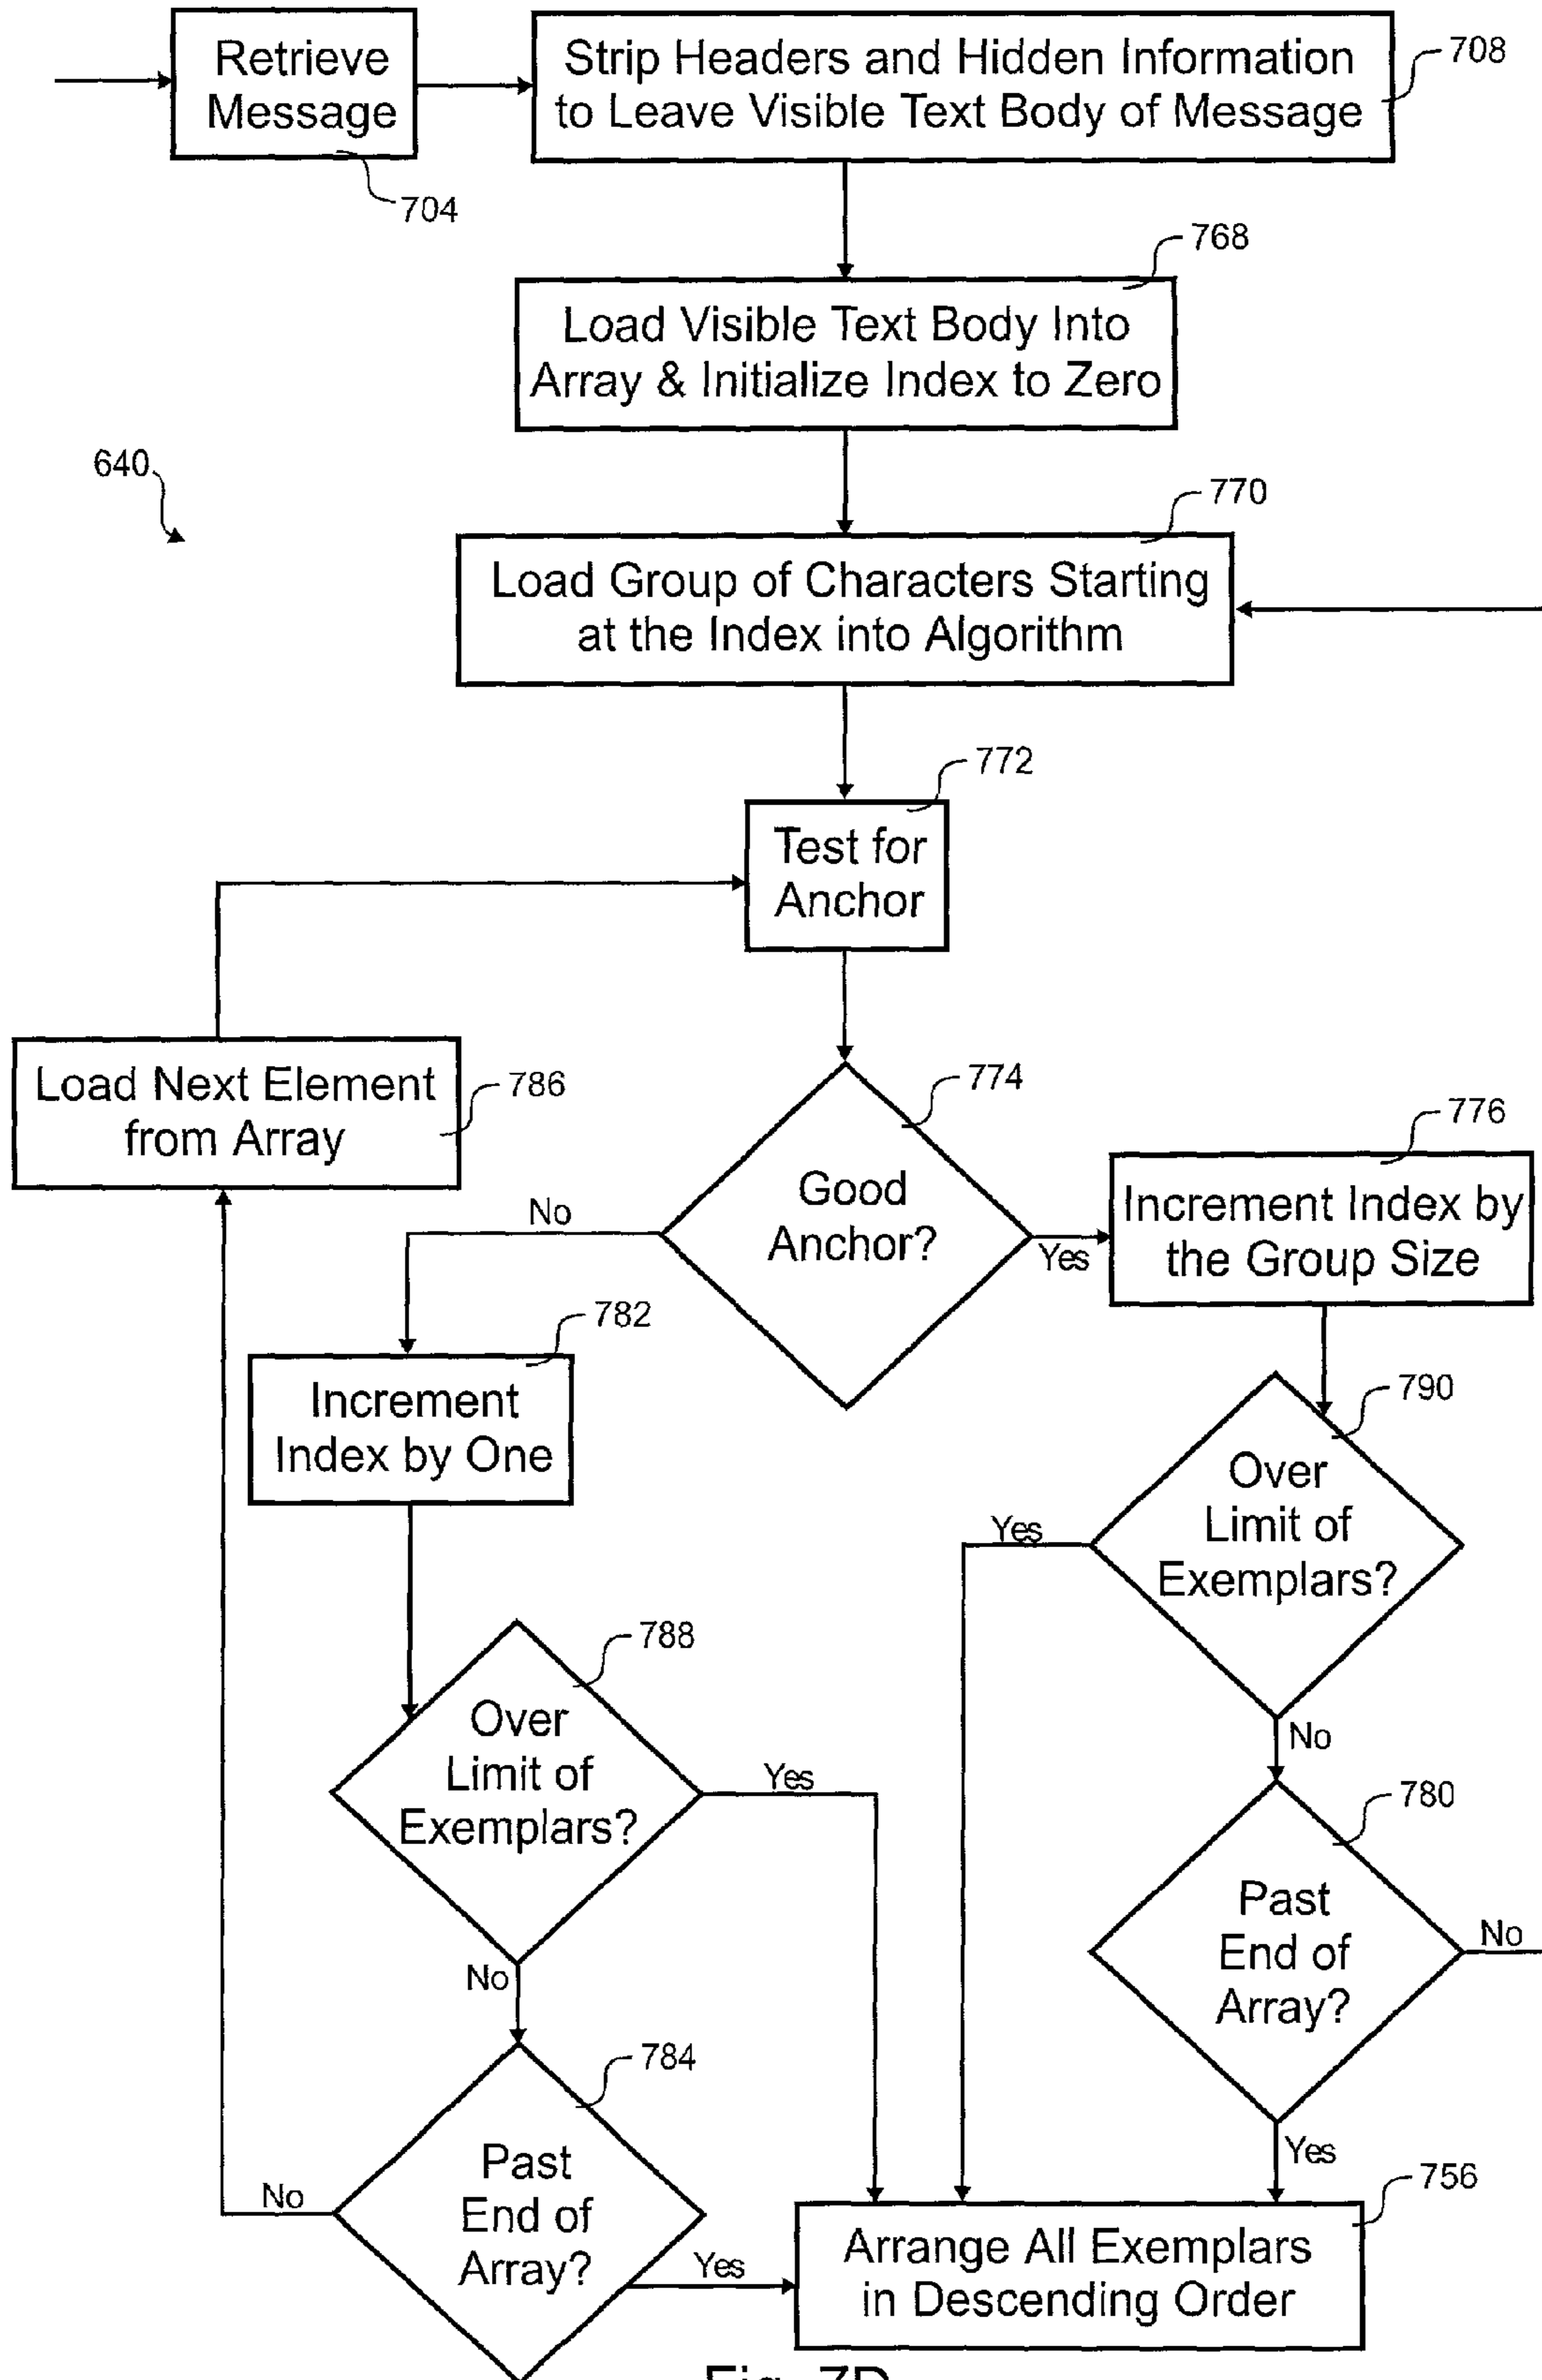 Retrieve
Message
704
Strip Headers and Hidden Information
to Leave Visible Text Body of Message
708
768
Load Visible Text Body Into
Array & Initialize Index to Zero
640
770
Load Group of Characters Starting
at the Index into Algorithm
772
Test for
Anchor
Load Next Element
from Array
786
774
Good
Anchor?
No
Yes
776
Increment Index by
the Group Size
782
Increment
Index by One
790
Over
Limit of
Exemplars?
Yes
No
788
Over
Limit of
Exemplars?
Yes
No
780
Past
End of
Array?
No
Yes
784
Past
End of
Array?
No
Yes
756
Arrange All Exemplars
in Descending Order
Fig. 7D